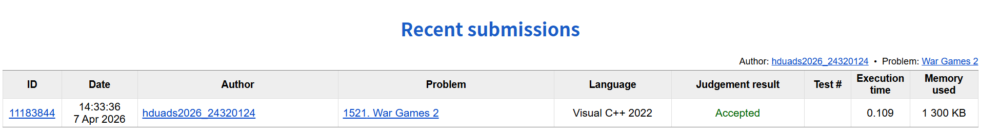 Recent submissions
Author: hduads2026_24320124 • Problem: War Games 2
ID Date Author Problem Language Judgement result Test # Execution time Memory used
11183844 14:33:36 7 Apr 2026 hduads2026_24320124 1521. War Games 2 Visual C++ 2022 Accepted 0.109 1 300 KB